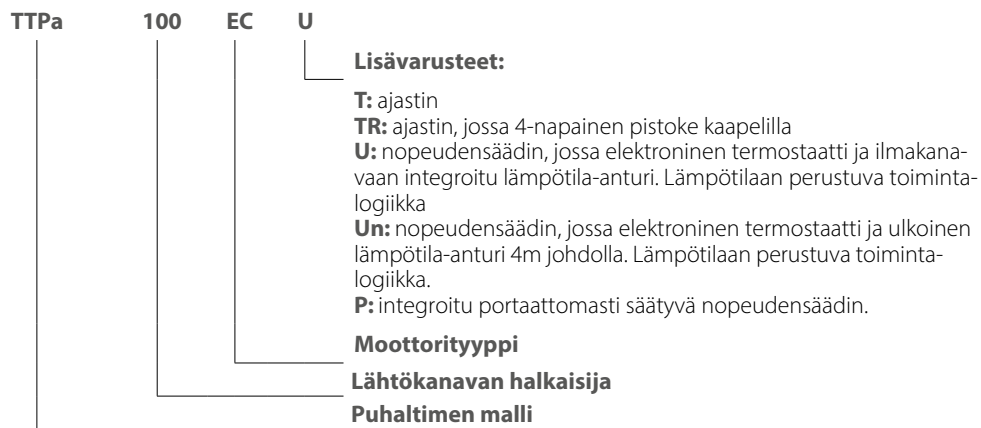 TTPa 100 EC U
Lisävarusteet:
T: ajastin
TR: ajastin, jossa 4-napainen pistoke kaapelilla
U: nopeudensäädin, jossa elektroninen termostaatti ja ilmakana-
vaan integroitu lämpötila-anturi. Lämpötilaan perustuva toiminta-
logiikka
Un: nopeudensäädin, jossa elektroninen termostaatti ja ulkoinen
lämpötila-anturi 4m johdolla. Lämpötilaan perustuva toiminta-
logiikka.
P: integroitu portaattomasti säätyvä nopeudensäädin.
Moottorityyppi
Lähtökanavan halkaisija
Puhaltimen malli